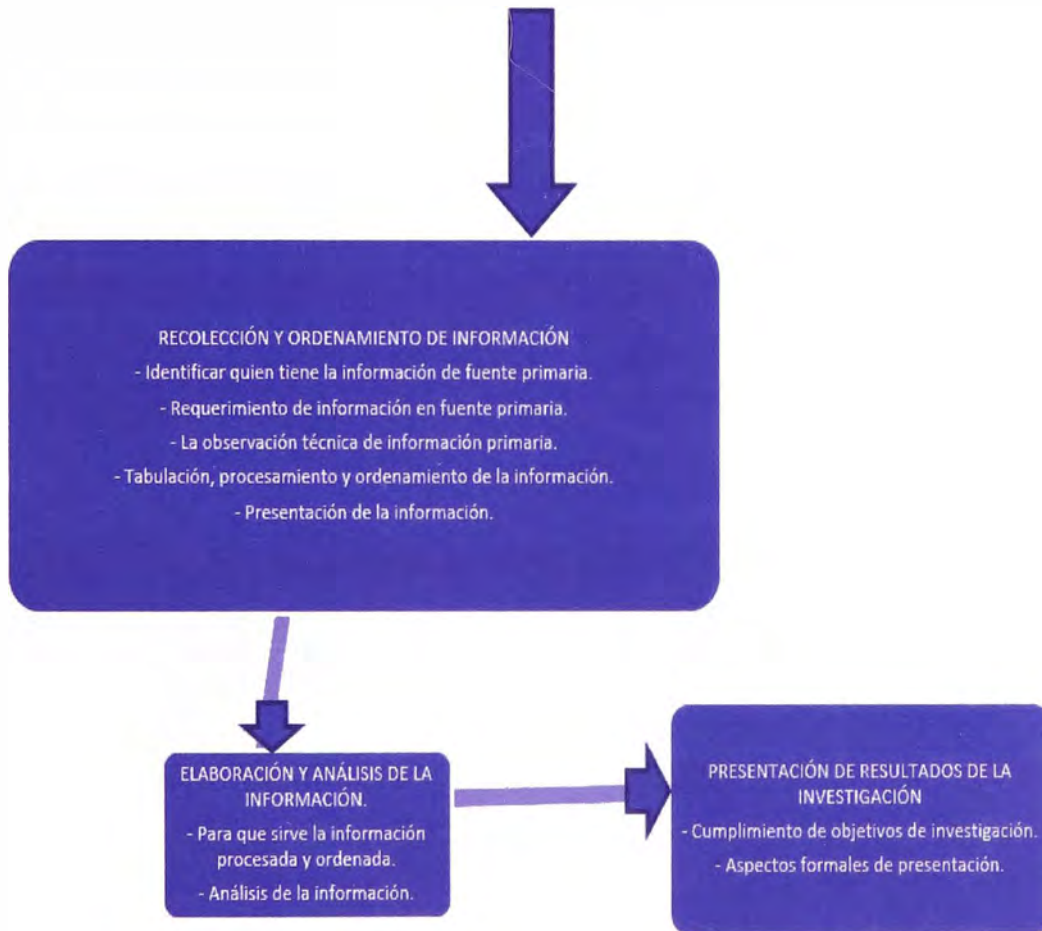 RECOLECCIÓN Y ORDENAMIENTO DE INFORMACIÓN
- Identificar quien tiene la información de fuente primaria.
- Requerimiento de información en fuente primaria.
- La observación técnica de información primaria.
- Tabulación, procesamiento y ordenamiento de la información.
- Presentación de la información.
ELABORACIÓN Y ANÁLISIS DE LA
INFORMACIÓN.
- Para que sirve la información
procesada y ordenada.
- Análisis de la información.
PRESENTACIÓN DE RESULTADOS DE LA
INVESTIGACIÓN
- Cumplimiento de objetivos de investigación.
- Aspectos formales de presentación.